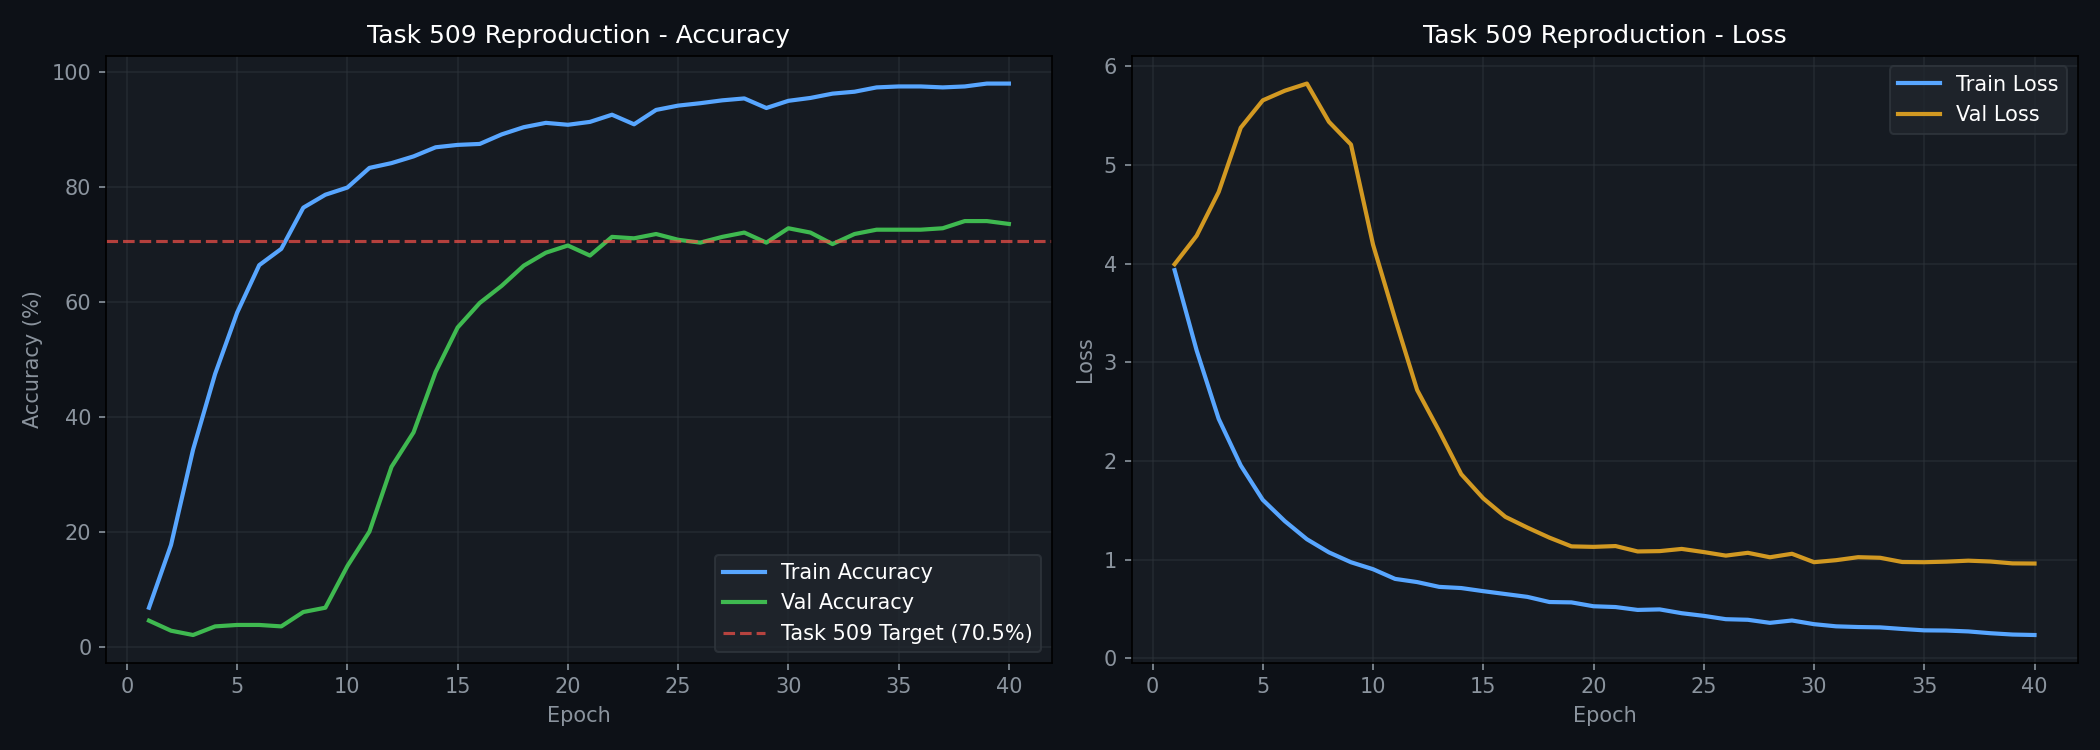 Task 509 Reproduction - Accuracy
Accuracy (%)
100
80
60
40
20
0
Train Accuracy
Val Accuracy
Task 509 Target (70.5%)
0 5 10 15 20 25 30 35 40
Epoch
Task 509 Reproduction - Loss
Loss
6
5
4
3
2
1
0
Train Loss
Val Loss
0 5 10 15 20 25 30 35 40
Epoch